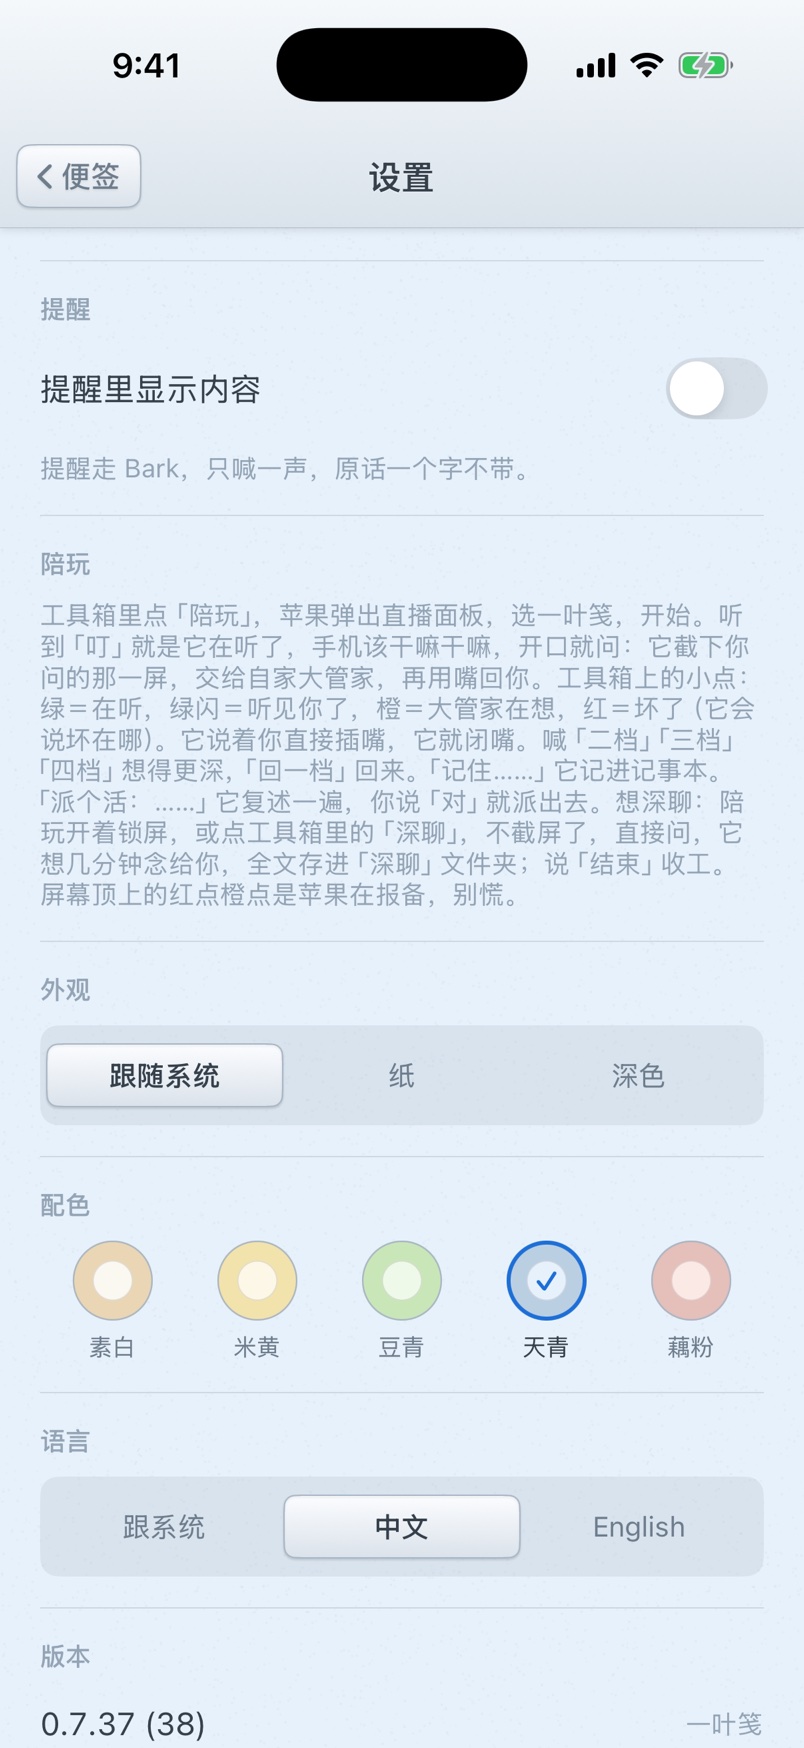 9:41
便签
设置
提醒
提醒里显示内容
提醒走 Bark，只喊一声，原话一个字不带。
陪玩
工具箱里点「陪玩」，苹果弹出直播面板，选一叶笺，开始。听
到「叮」就是它在听了，手机该干嘛干嘛，开口就问：它截下你
问的那一屏，交给自家大管家，再用嘴回你。工具箱上的小点：
绿＝在听，绿闪＝听见你了，橙＝大管家在想，红＝坏了（它会
说坏在哪）。它说着你直接插嘴，它就闭嘴。喊「二档」「三档」
「四档」想得更深，「回一档」回来。「记住……」它记进记事本。
「派个活：……」它复述一遍，你说「对」就派出去。想深聊：陪
玩开着锁屏，或点工具箱里的「深聊」，不截屏了，直接问，它
想几分钟念给你，全文存进「深聊」文件夹；说「结束」收工。
屏幕顶上的红点橙点是苹果在报备，别慌。
外观
跟随系统 纸 深色
配色
素白 米黄 豆青 天青 藕粉
语言
跟系统 中文 English
版本
0.7.37 (38) 一叶笺